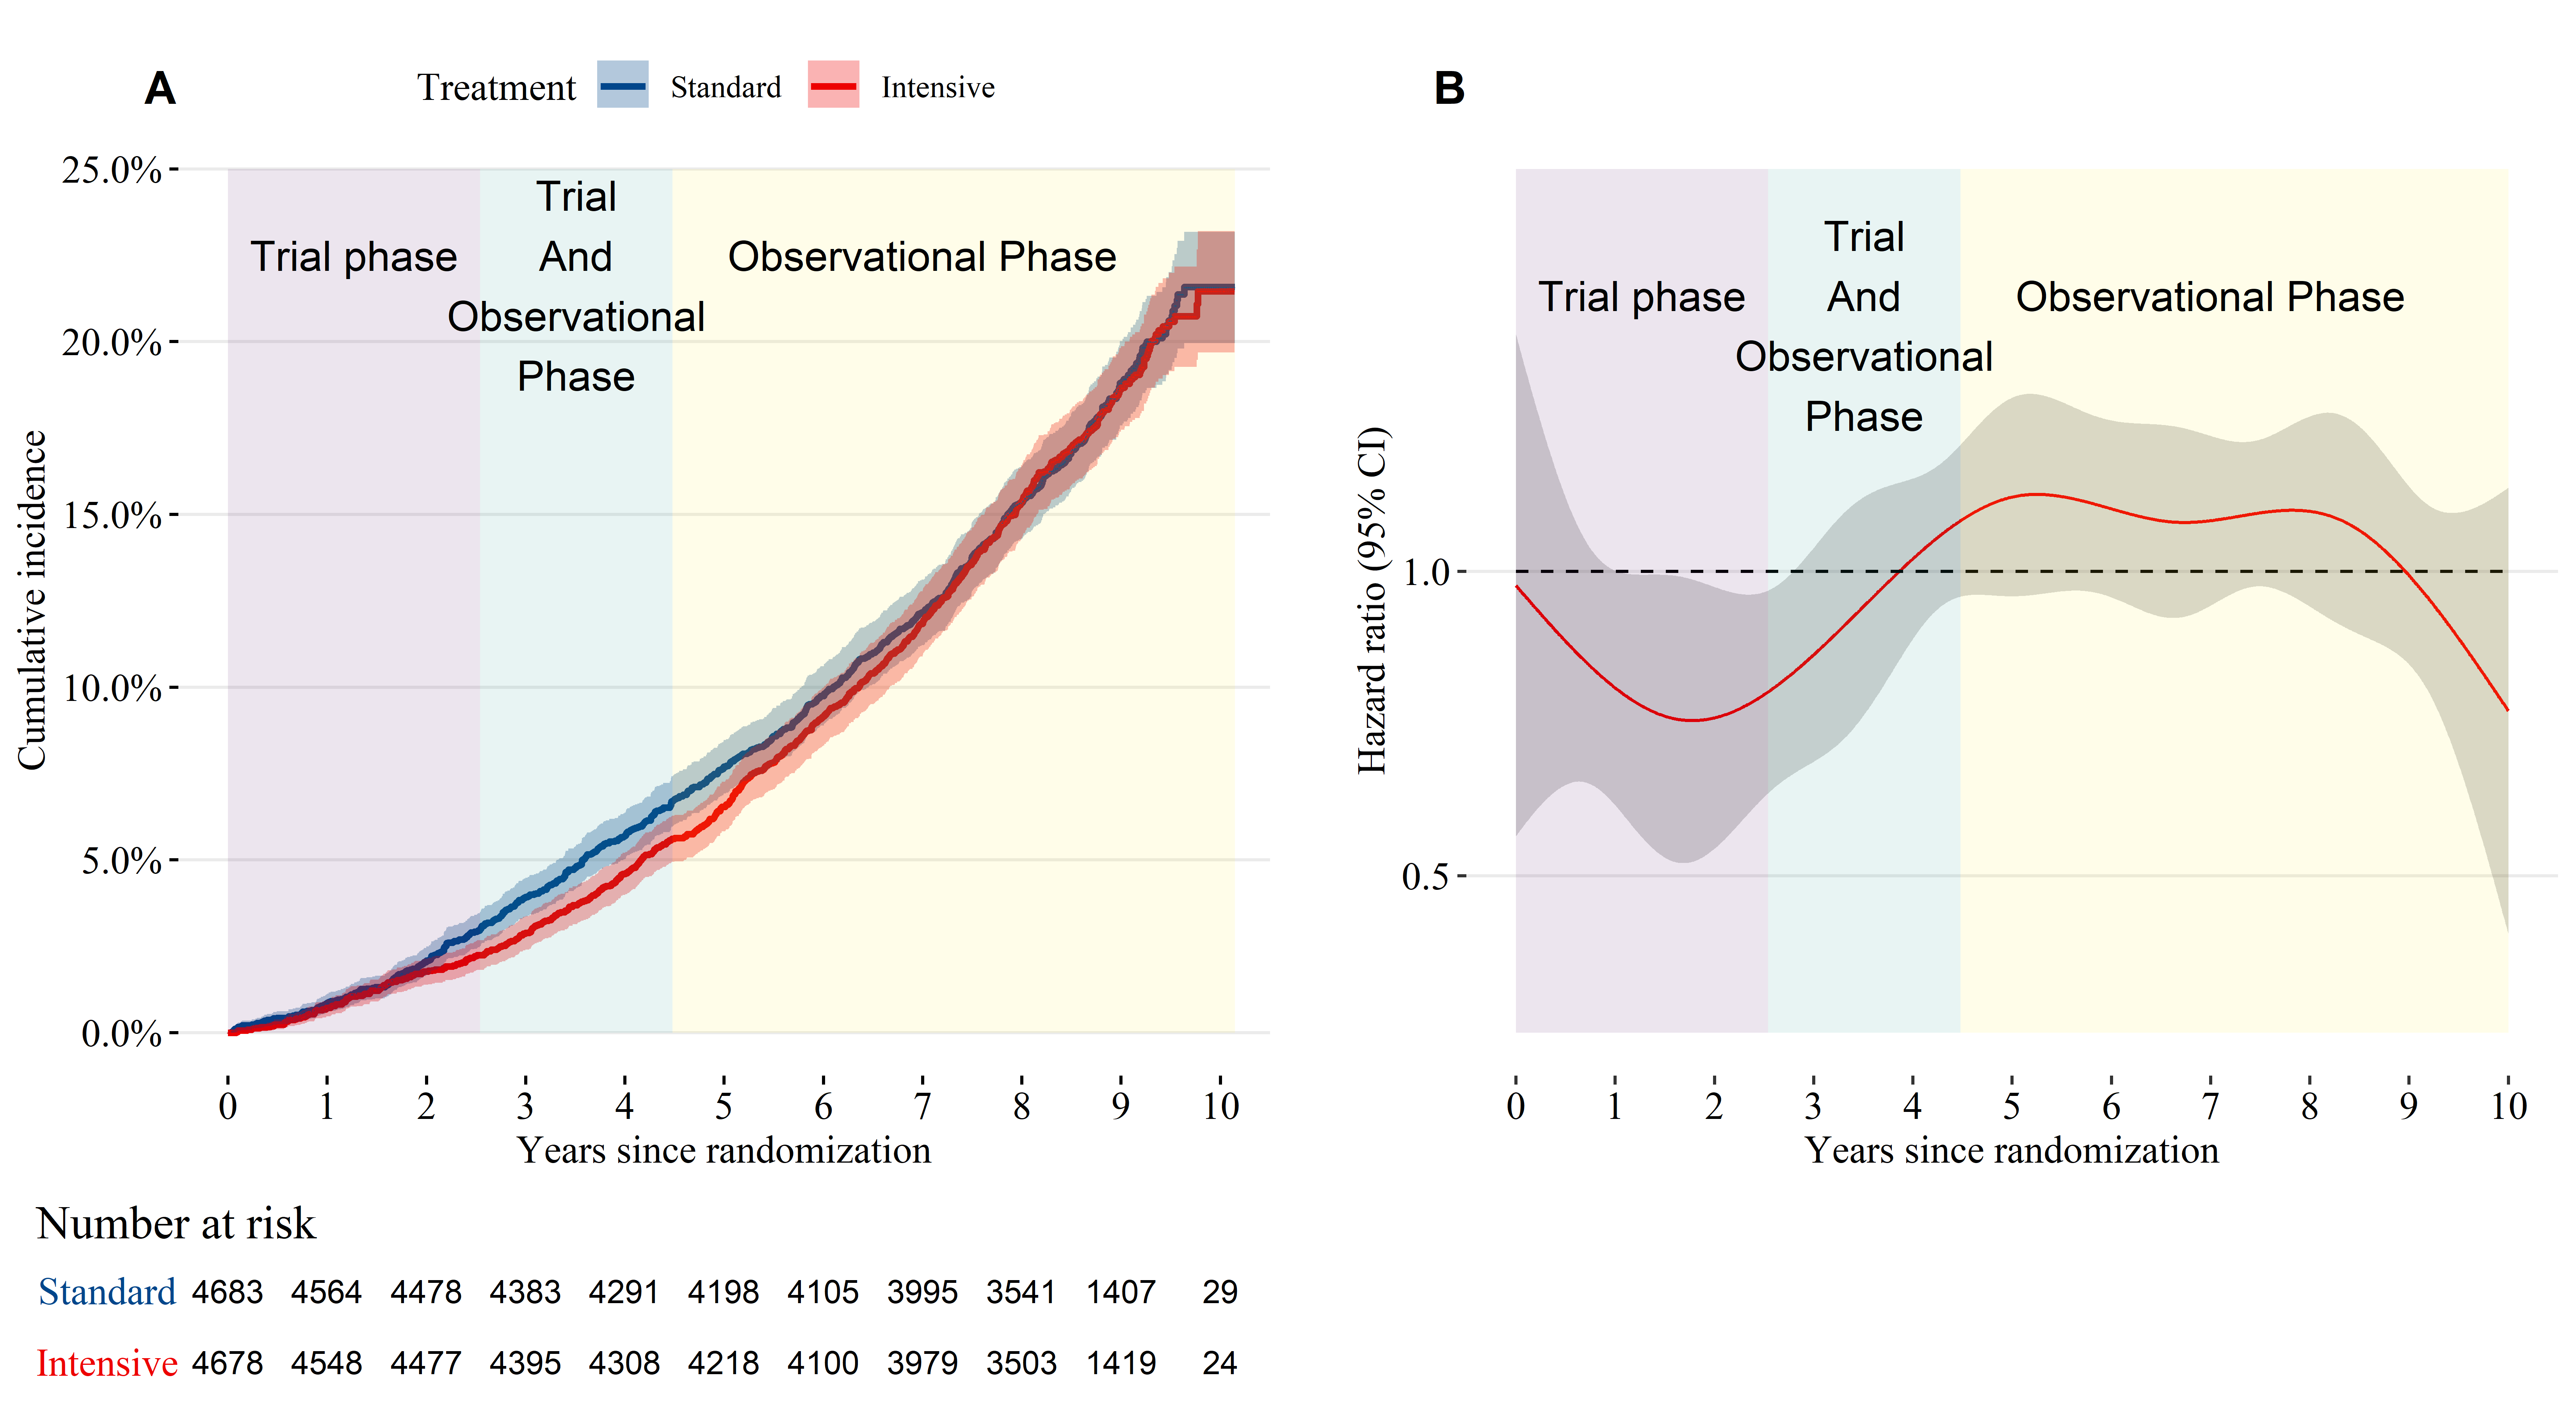 A
Treatment Standard Intensive
Cumulative incidence
25.0%
20.0%
15.0%
10.0%
5.0%
0.0%
Trial phase
Trial
And
Observational
Phase
Observational Phase
0 1 2 3 4 5 6 7 8 9 10
Years since randomization
Number at risk
Standard 4683 4564 4478 4383 4291 4198 4105 3995 3541 1407 29
Intensive 4678 4548 4477 4395 4308 4218 4100 3979 3503 1419 24
B
Hazard ratio (95% CI)
1.0
0.5
Trial phase
Trial
And
Observational
Phase
Observational Phase
0 1 2 3 4 5 6 7 8 9 10
Years since randomization